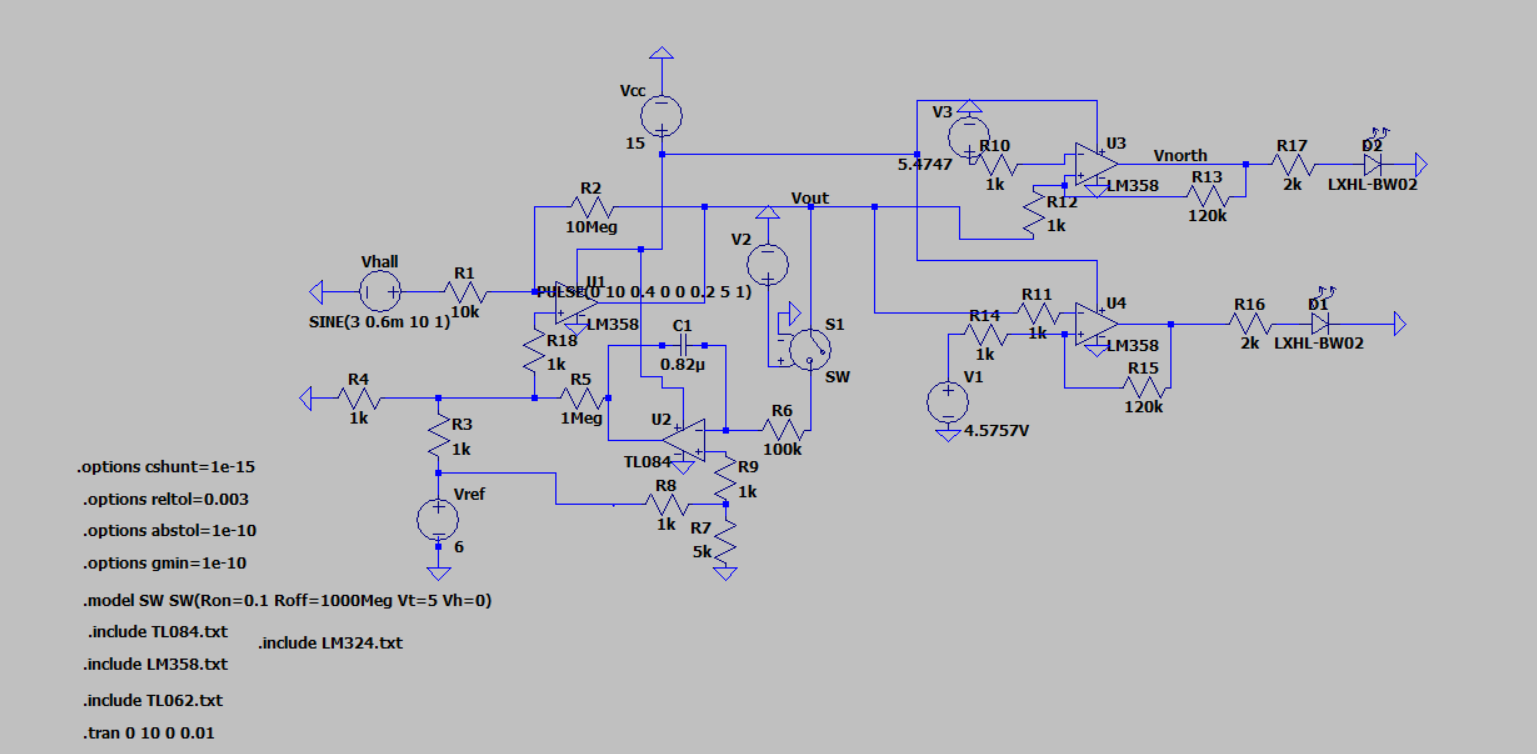 Vcc
15
V3
5.4747
R10
1k
U3
LM358
Vnorth
R17
2k
D2
LXHL-BW02
R13
120k
R12
1k
R2
10Meg
Vout
V2
PULSE(0 10 0.4 0 0 0.2 5 1)
Vhall
SINE(3 0.6m 10 1)
R1
10k
U1
LM358
R18
1k
C1
0.82µ
S1
SW
R11
1k
R14
1k
U4
LM358
R16
2k
D1
LXHL-BW02
R15
120k
V1
4.5757V
R4
1k
R5
1Meg
R3
1k
U2
TL084
R6
100k
R9
1k
R8
1k
R7
5k
Vref
6
.options cshunt=1e-15
.options reltol=0.003
.options abstol=1e-10
.options gmin=1e-10
.model SW SW(Ron=0.1 Roff=1000Meg Vt=5 Vh=0)
.include TL084.txt
.include LM324.txt
.include LM358.txt
.include TL062.txt
.tran 0 10 0 0.01